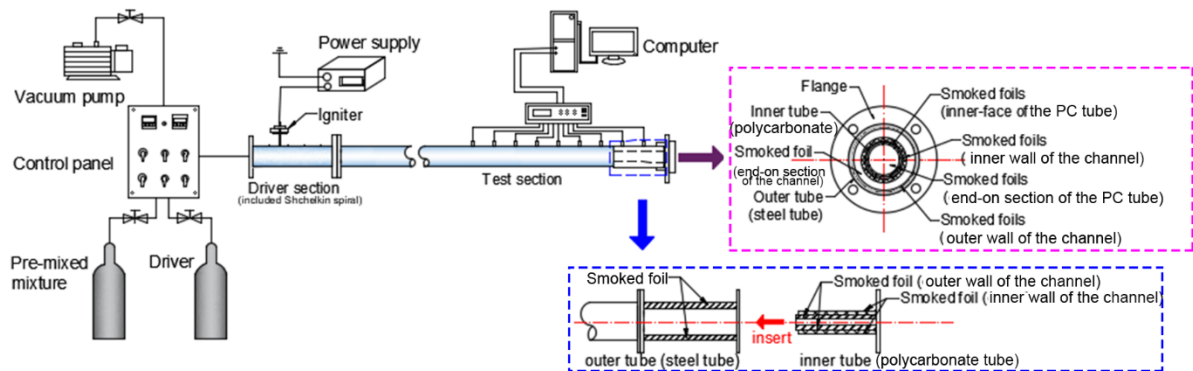 Vacuum pump
Control panel
Pre-mixed
mixture
Driver
Power supply
Igniter
Driver section
(included Shchelkin spiral)
Test section
Computer
Flange
Inner tube
(polycarbonate)
Smoked foil
(end-on section
of the channel)
Outer tube
(steel tube)
Smoked foils
(inner-face of the PC tube)
Smoked foils
( inner wall of the channel)
Smoked foils
(end-on section of the PC tube)
Smoked foils
(outer wall of the channel)
Smoked foil
outer tube (steel tube)
insert
Smoked foil (outer wall of the channel)
Smoked foil (inner wall of the channel)
inner tube (polycarbonate tube)